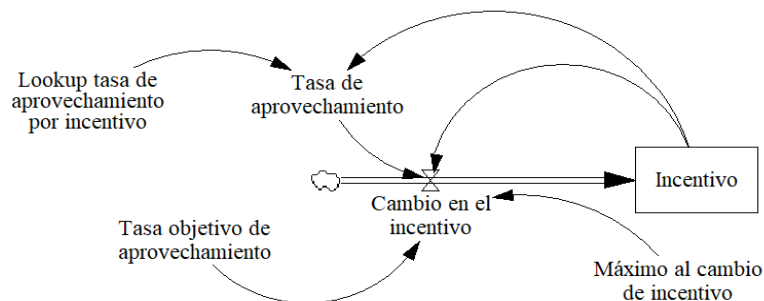 Lookup tasa de
aprovechamiento
por incentivo
Tasa de
aprovechamiento
Incentivo
Cambio en el
incentivo
Tasa objetivo de
aprovechamiento
Máximo al cambio
de incentivo